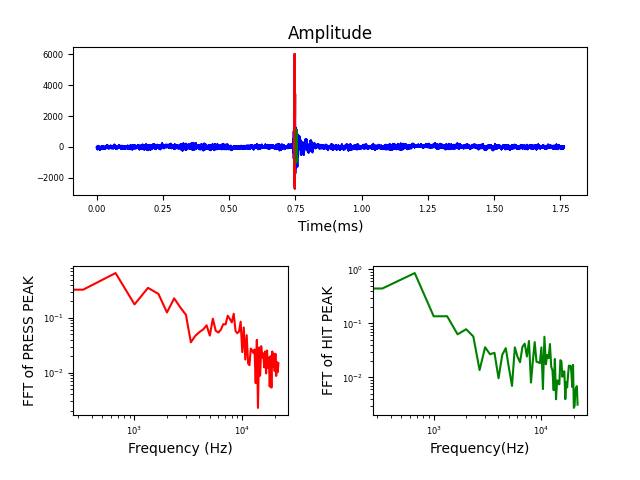 Amplitude
6000
4000
2000
0
−2000
0.00 0.25 0.50 0.75 1.00 1.25 1.50 1.75
Time(ms)
FFT of PRESS PEAK
10⁻¹
10⁻²
10³ 10⁴
Frequency (Hz)
FFT of HIT PEAK
10⁰
10⁻¹
10⁻²
10³ 10⁴
Frequency(Hz)